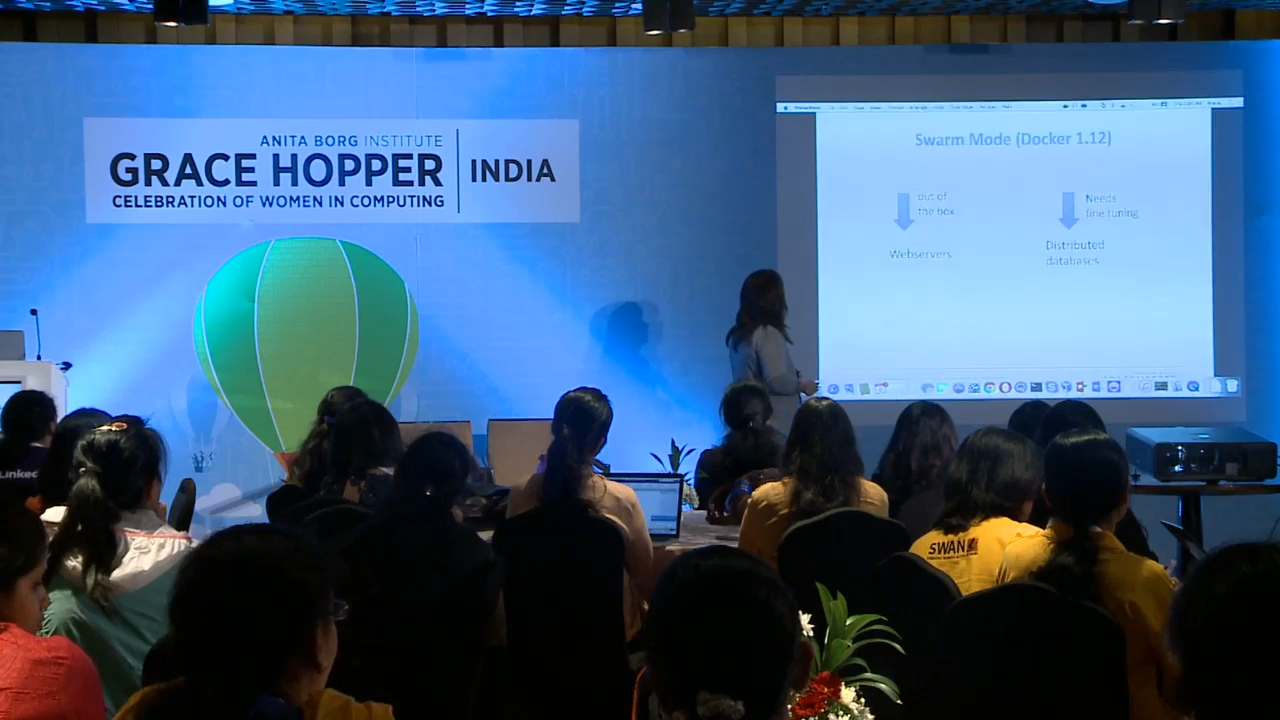 ANITA BORG INSTITUTE
GRACE HOPPER
CELEBRATION OF WOMEN IN COMPUTING
INDIA
Swarm Mode (Docker 1.12)
out of
the box
Needs
fine tuning
Webservers
Distributed
databases
Linked
SWAN